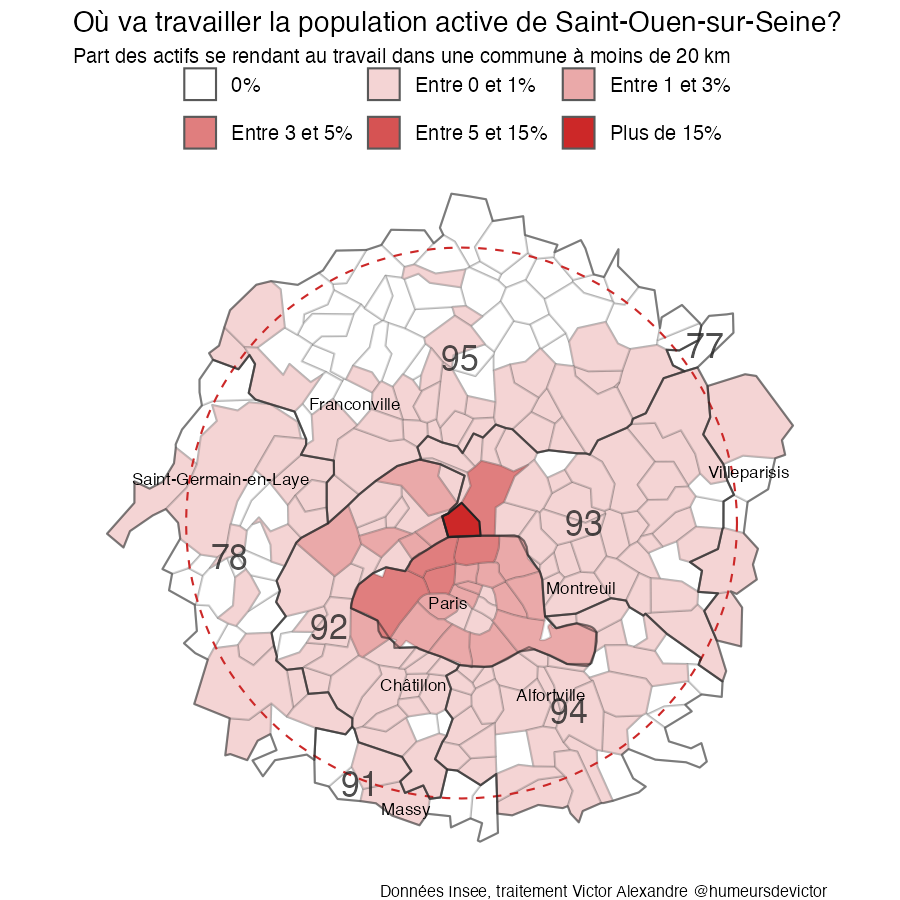 Où va travailler la population active de Saint-Ouen-sur-Seine?
Part des actifs se rendant au travail dans une commune à moins de 20 km
0% Entre 0 et 1% Entre 1 et 3%
Entre 3 et 5% Entre 5 et 15% Plus de 15%
77
95
Franconville
Villeparisis
Saint-Germain-en-Laye
93
78
Montreuil
Paris
92
Châtillon
Alfortville
94
91
Massy
Données Insee, traitement Victor Alexandre @humeursdevictor